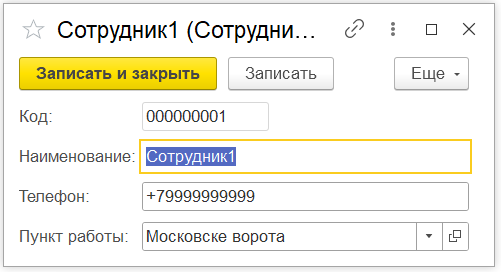 Сотрудник1 (Сотрудни...
Записать и закрыть Записать Еще
Код: 000000001
Наименование: Сотрудник1
Телефон: +79999999999
Пункт работы: Московске ворота